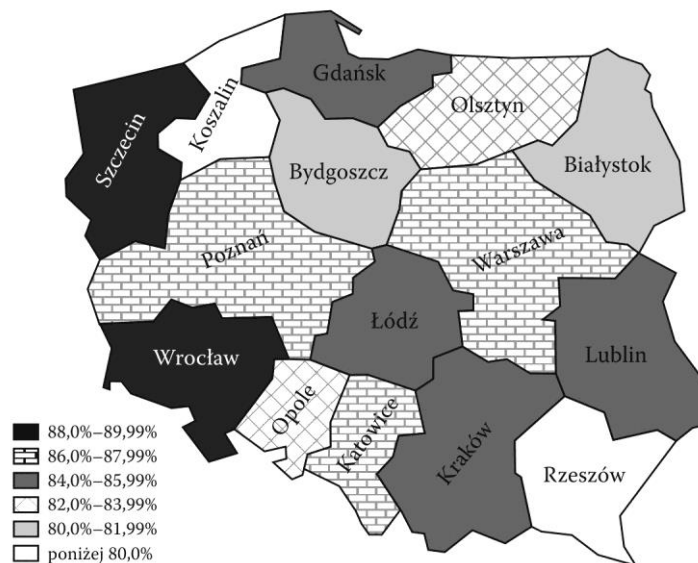 Gdańsk
Koszalin
Olsztyn
Szczecin
Bydgoszcz
Białystok
Poznań
Warszawa
Łódź
Wrocław
Lublin
Opole
Katowice
Kraków
Rzeszów
88,0%–89,99%
86,0%–87,99%
84,0%–85,99%
82,0%–83,99%
80,0%–81,99%
poniżej 80,0%